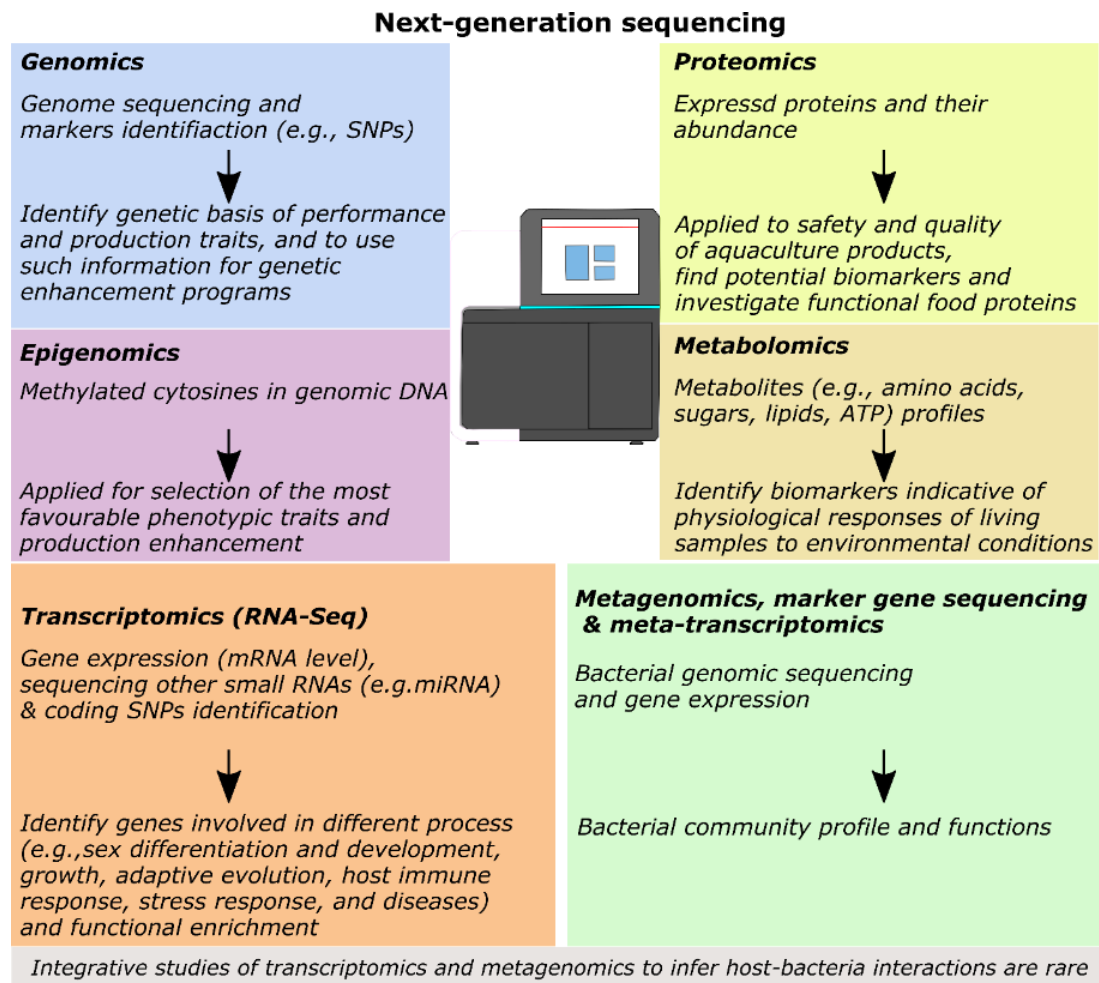 Next-generation sequencing
Genomics
Genome sequencing and
markers identifiaction (e.g., SNPs)
Identify genetic basis of performance
and production traits, and to use
such information for genetic
enhancement programs
Proteomics
Expressd proteins and their
abundance
Applied to safety and quality
of aquaculture products,
find potential biomarkers and
investigate functional food proteins
Epigenomics
Methylated cytosines in genomic DNA
Applied for selection of the most
favourable phenotypic traits and
production enhancement
Metabolomics
Metabolites (e.g., amino acids,
sugars, lipids, ATP) profiles
Identify biomarkers indicative of
physiological responses of living
samples to environmental conditions
Transcriptomics (RNA-Seq)
Gene expression (mRNA level),
sequencing other small RNAs (e.g.miRNA)
& coding SNPs identification
Identify genes involved in different process
(e.g.,sex differentiation and development,
growth, adaptive evolution, host immune
response, stress response, and diseases)
and functional enrichment
Metagenomics, marker gene sequencing
& meta-transcriptomics
Bacterial genomic sequencing
and gene expression
Bacterial community profile and functions
Integrative studies of transcriptomics and metagenomics to infer host-bacteria interactions are rare